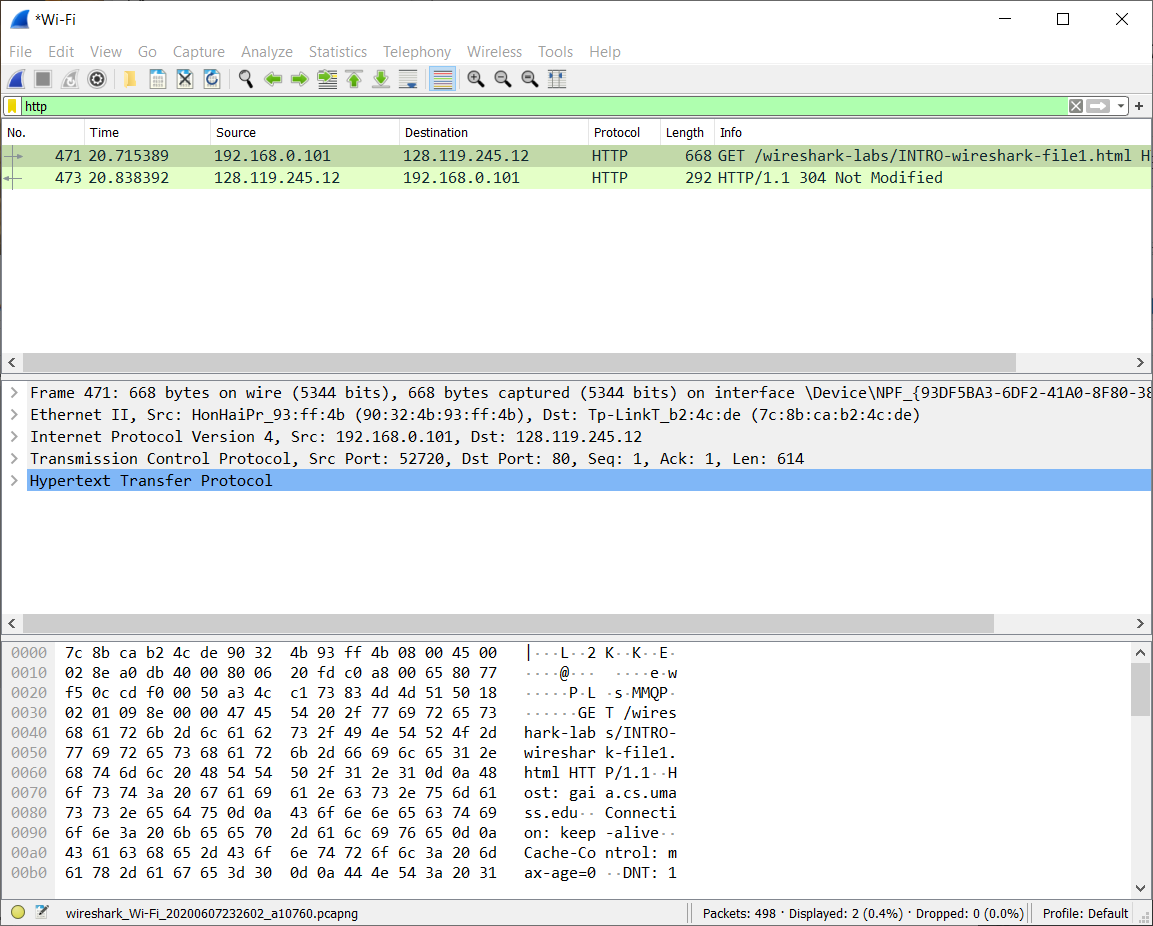 *Wi-Fi
File Edit View Go Capture Analyze Statistics Telephony Wireless Tools Help
http
No. Time Source Destination Protocol Length Info
471 20.715389 192.168.0.101 128.119.245.12 HTTP 668 GET /wireshark-labs/INTRO-wireshark-file1.html H
473 20.838392 128.119.245.12 192.168.0.101 HTTP 292 HTTP/1.1 304 Not Modified
Frame 471: 668 bytes on wire (5344 bits), 668 bytes captured (5344 bits) on interface \Device\NPF_{93DF5BA3-6DF2-41A0-8F80-38
Ethernet II, Src: HonHaiPr_93:ff:4b (90:32:4b:93:ff:4b), Dst: Tp-LinkT_b2:4c:de (7c:8b:ca:b2:4c:de)
Internet Protocol Version 4, Src: 192.168.0.101, Dst: 128.119.245.12
Transmission Control Protocol, Src Port: 52720, Dst Port: 80, Seq: 1, Ack: 1, Len: 614
Hypertext Transfer Protocol
0000 7c 8b ca b2 4c de 90 32 4b 93 ff 4b 08 00 45 00 |···L··2 K··K··E·
0010 02 8e a0 db 40 00 80 06 20 fd c0 a8 00 65 80 77 ····@··· ····e·w
0020 f5 0c cd f0 00 50 a3 4c c1 73 83 4d 4d 51 50 18 ·····P·L ·s·MMQP·
0030 02 01 09 8e 00 00 47 45 54 20 2f 77 69 72 65 73 ······GE T /wires
0040 68 61 72 6b 2d 6c 61 62 73 2f 49 4e 54 52 4f 2d hark-lab s/INTRO-
0050 77 69 72 65 73 68 61 72 6b 2d 66 69 6c 65 31 2e wireshar k-file1.
0060 68 74 6d 6c 20 48 54 54 50 2f 31 2e 31 0d 0a 48 html HTT P/1.1··H
0070 6f 73 74 3a 20 67 61 69 61 2e 63 73 2e 75 6d 61 ost: gai a.cs.uma
0080 73 73 2e 65 64 75 0d 0a 43 6f 6e 6e 65 63 74 69 ss.edu·· Connecti
0090 6f 6e 3a 20 6b 65 65 70 2d 61 6c 69 76 65 0d 0a on: keep -alive··
00a0 43 61 63 68 65 2d 43 6f 6e 74 72 6f 6c 3a 20 6d Cache-Co ntrol: m
00b0 61 78 2d 61 67 65 3d 30 0d 0a 44 4e 54 3a 20 31 ax-age=0 ··DNT: 1
wireshark_Wi-Fi_20200607232602_a10760.pcapng Packets: 498 · Displayed: 2 (0.4%) · Dropped: 0 (0.0%) Profile: Default